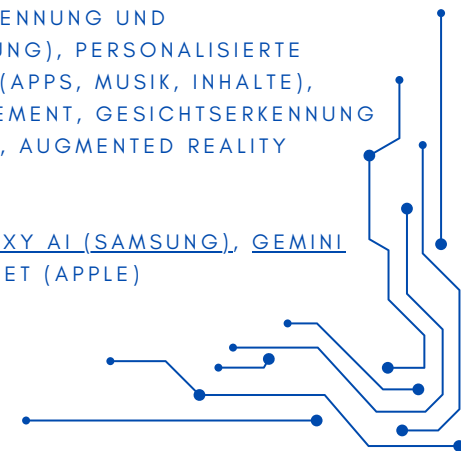 ENNUNG UND
UNG), PERSONALISIERTE
(APPS, MUSIK, INHALTE),
EMENT, GESICHTSERKENNUNG
, AUGMENTED REALITY
XY AI (SAMSUNG), GEMINI
ET (APPLE)